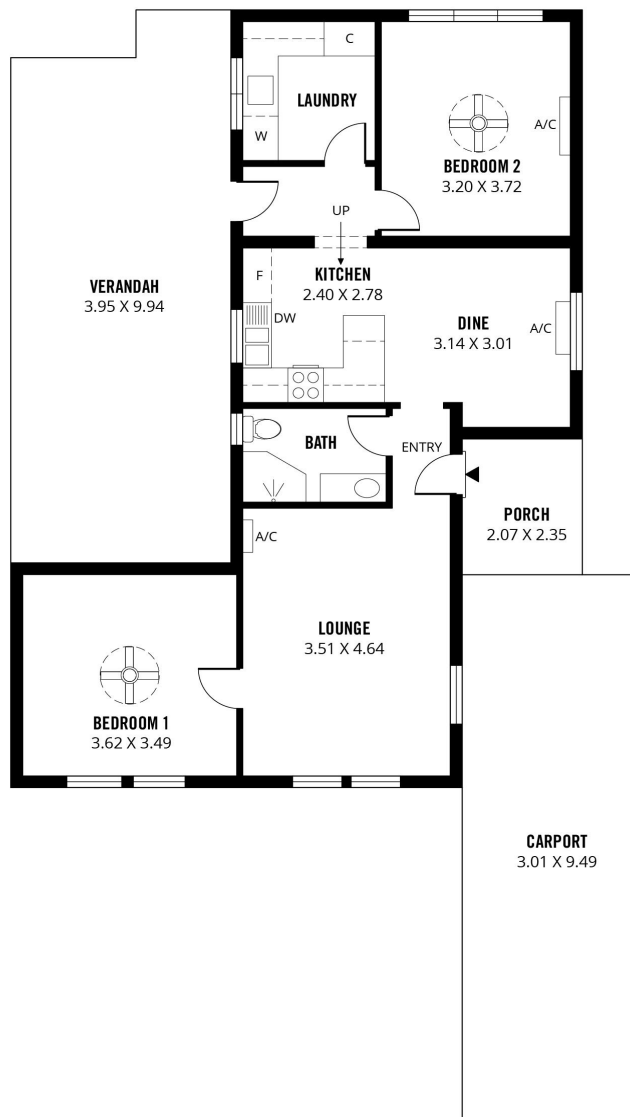 C
LAUNDRY
W
A/C
BEDROOM 2
3.20 X 3.72
UP
VERANDAH
3.95 X 9.94
F
KITCHEN
2.40 X 2.78
DW
DINE
3.14 X 3.01
A/C
BATH
ENTRY
PORCH
2.07 X 2.35
A/C
LOUNGE
3.51 X 4.64
BEDROOM 1
3.62 X 3.49
CARPORT
3.01 X 9.49